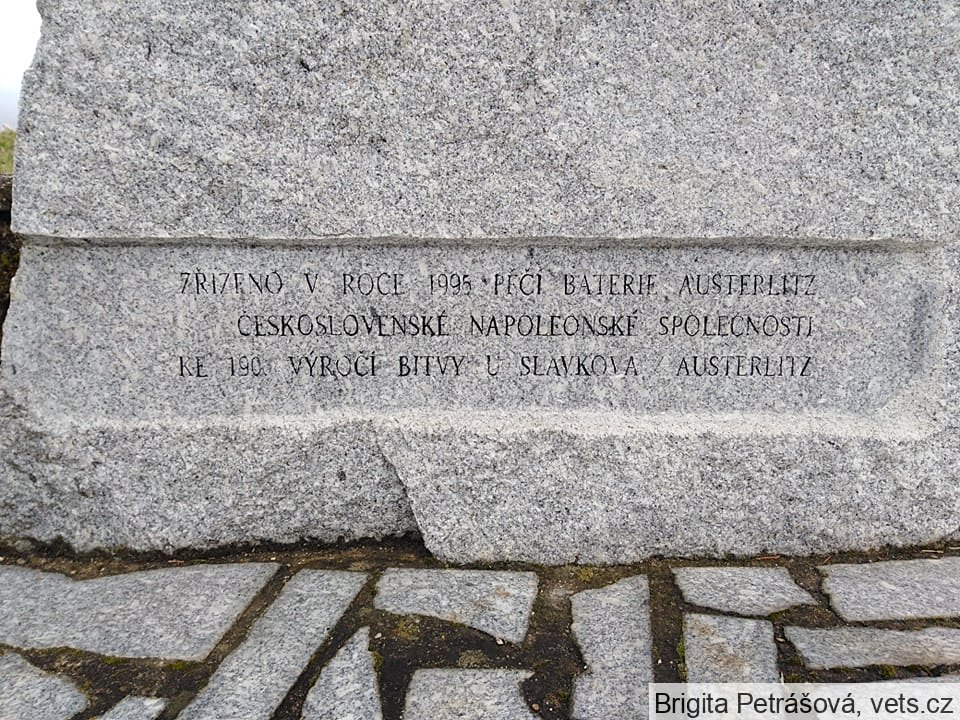 ZŘÍZENO V ROCE 1995 PÉČÍ BATERIE AUSTERLITZ
ČESKOSLOVENSKÉ NAPOLEONSKÉ SPOLEČNOSTI
KE 190. VÝROČÍ BITVY U SLAVKOVA / AUSTERLITZ
Brigita Petrášová, vets.cz